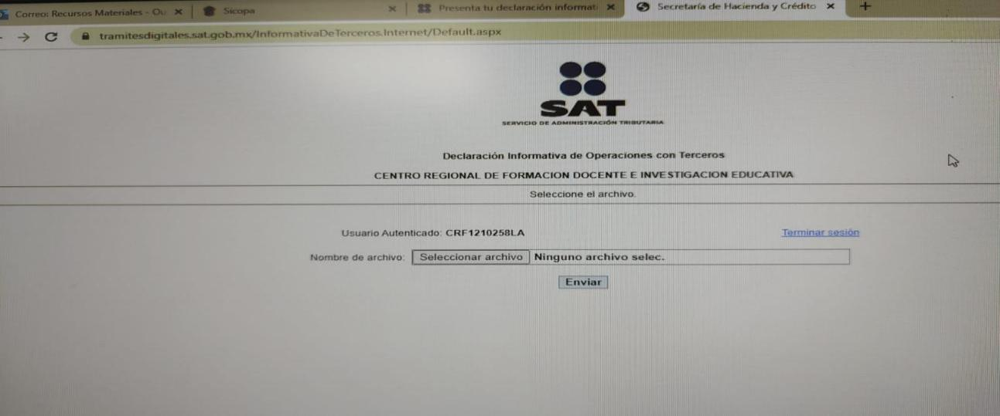 Correo: Recursos Materiales - Ou
Sicopa
Presenta tu declaración informati
Secretaría de Hacienda y Crédito
tramitesdigitales.sat.gob.mx/InformativaDeTerceros.Internet/Default.aspx
SAT
SERVICIO DE ADMINISTRACIÓN TRIBUTARIA
Declaración Informativa de Operaciones con Terceros
CENTRO REGIONAL DE FORMACION DOCENTE E INVESTIGACION EDUCATIVA
Seleccione el archivo.
Usuario Autenticado: CRF1210258LA
Terminar sesión
Nombre de archivo: Seleccionar archivo Ninguno archivo selec.
Enviar